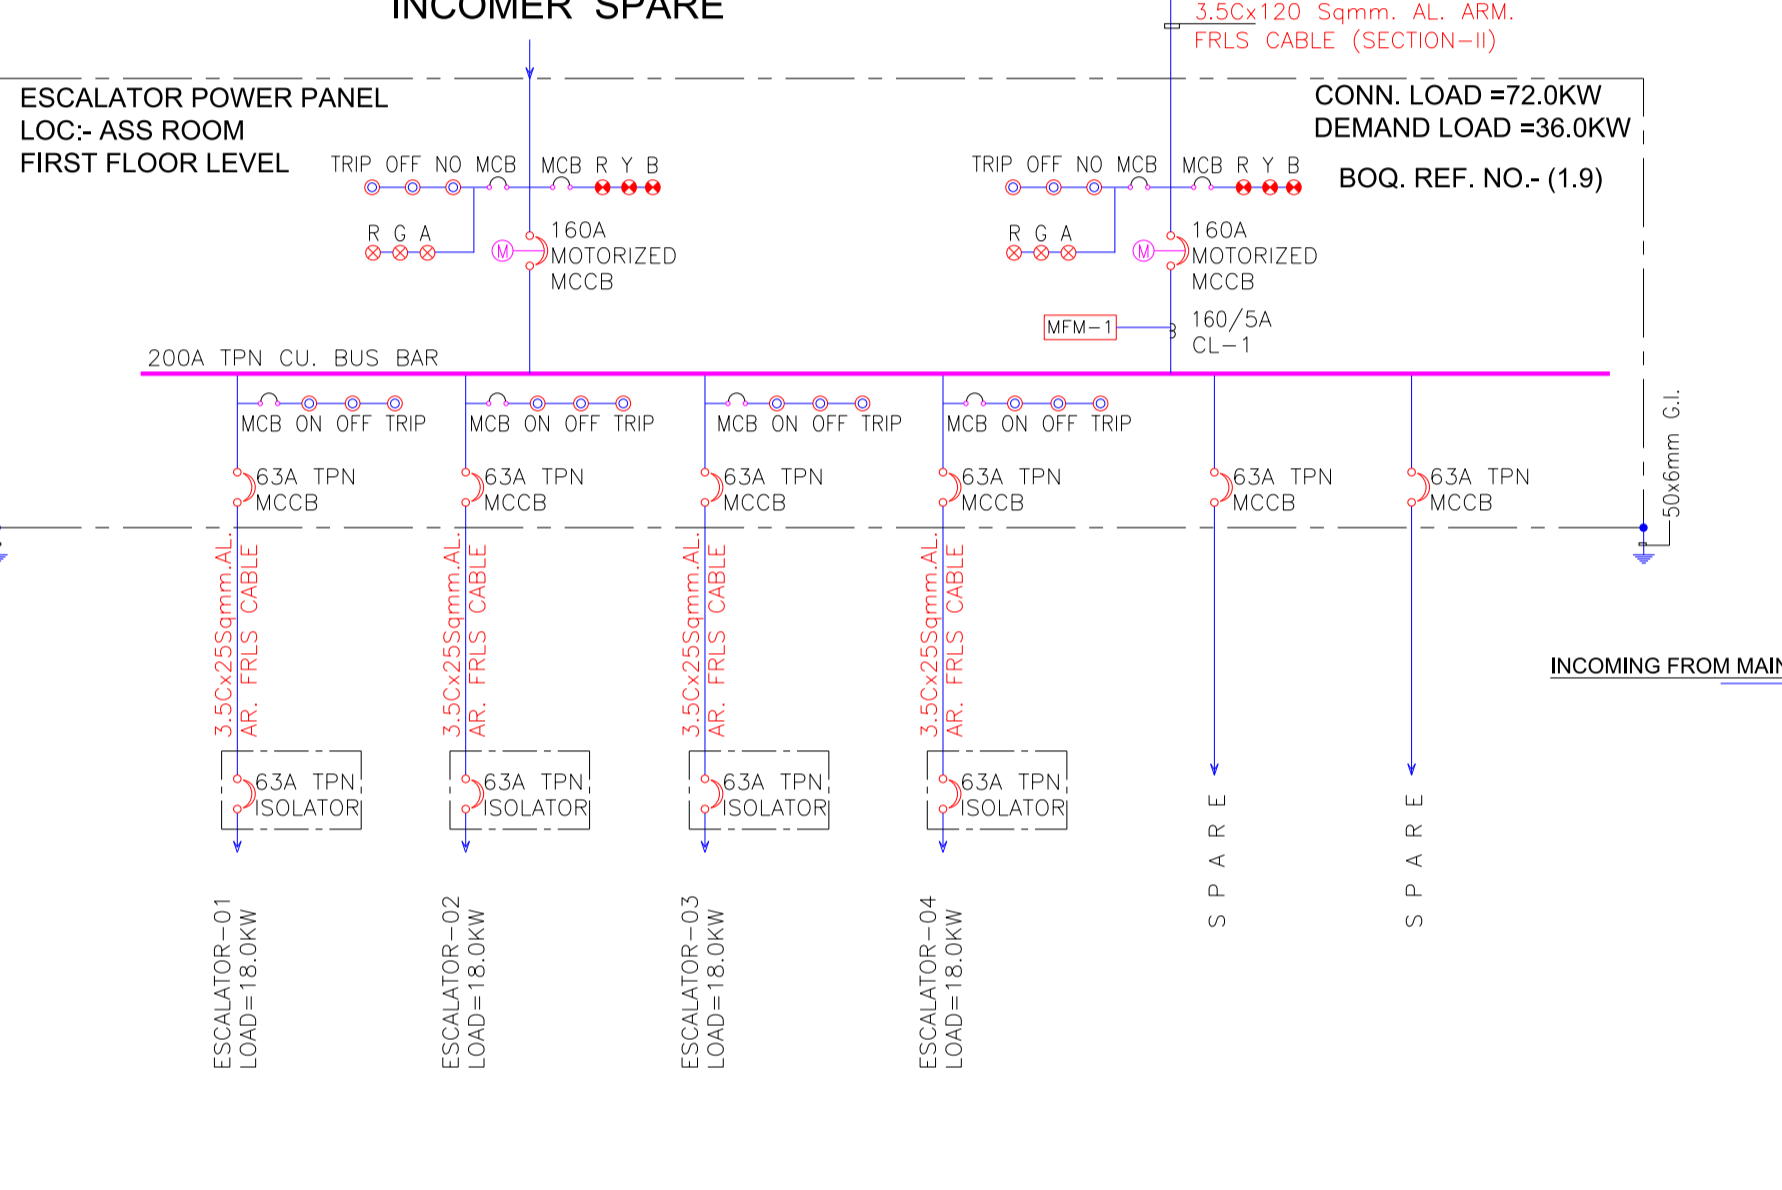 INCOMER SPARE
3.5Cx120 Sqmm. AL. ARM.
FRLS CABLE (SECTION-II)
ESCALATOR POWER PANEL
LOC:- ASS ROOM
FIRST FLOOR LEVEL
CONN. LOAD =72.0KW
DEMAND LOAD =36.0KW
BOQ. REF. NO.- (1.9)
TRIP OFF NO MCB MCB R Y B
R G A
M
160A
MOTORIZED
MCCB
TRIP OFF NO MCB MCB R Y B
R G A
M
160A
MOTORIZED
MCCB
MFM-1
160/5A
CL-1
200A TPN CU. BUS BAR
MCB ON OFF TRIP
MCB ON OFF TRIP
MCB ON OFF TRIP
MCB ON OFF TRIP
63A TPN
MCCB
63A TPN
MCCB
63A TPN
MCCB
63A TPN
MCCB
63A TPN
MCCB
63A TPN
MCCB
50x6mm G.I.
3.5Cx25Sqmm.AL.
AR. FRLS CABLE
3.5Cx25Sqmm.AL.
AR. FRLS CABLE
3.5Cx25Sqmm.AL.
AR. FRLS CABLE
3.5Cx25Sqmm.AL.
AR. FRLS CABLE
INCOMING FROM MAIN
63A TPN
ISOLATOR
63A TPN
ISOLATOR
63A TPN
ISOLATOR
63A TPN
ISOLATOR
ESCALATOR-01
LOAD=18.0KW
ESCALATOR-02
LOAD=18.0KW
ESCALATOR-03
LOAD=18.0KW
ESCALATOR-04
LOAD=18.0KW
SPARE
SPARE